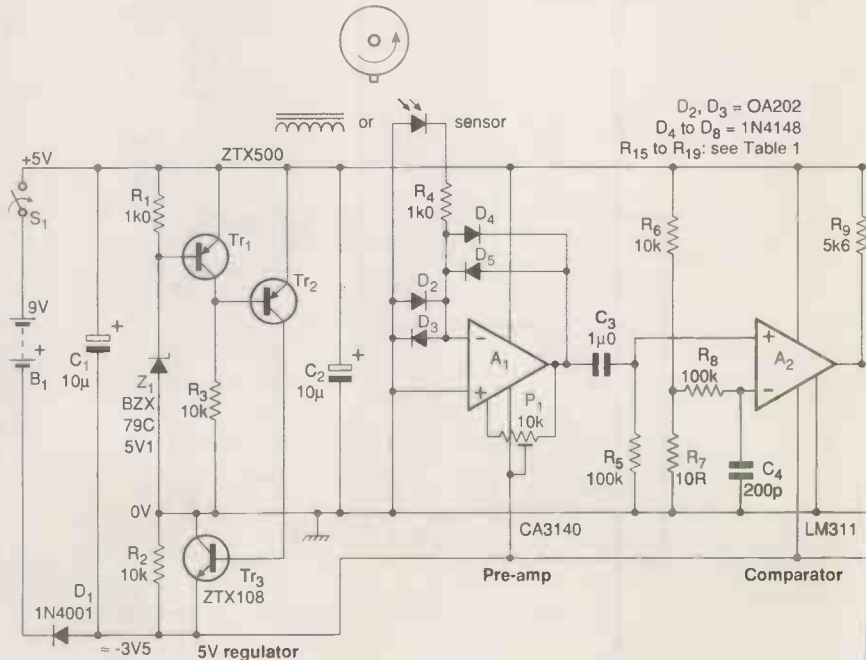 or
sensor
D2, D3 = OA202
D4 to D8 = 1N4148
R15 to R19: see Table 1
+5V
ZTX500
S1
R1
1k0
Tr1
Tr2
R4
1k0
D4
D5
D2
D3
R6
10k
R9
5k6
9V
+
B1
C1
10µ
+
Z1
BZX
79C
5V1
R3
10k
C2
10µ
+
−
A1
+
P1
10k
C3
1µ0
R5
100k
R8
100k
R7
10R
C4
200p
+
A2
−
0V
CA3140
LM311
R2
10k
Tr3
ZTX108
Pre-amp
Comparator
D1
1N4001
≈ -3V5
5V regulator